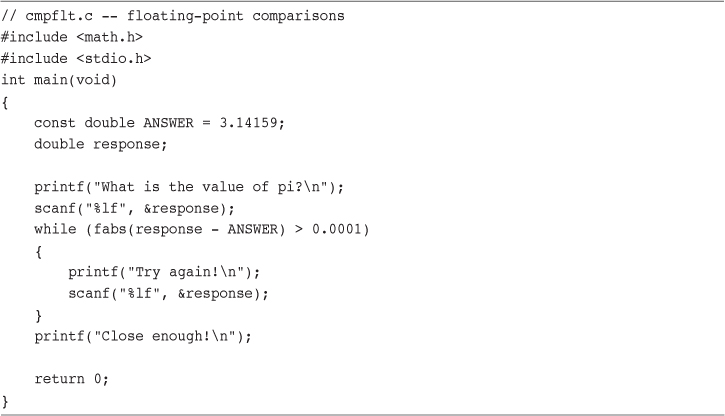 // cmpflt.c -- floating-point comparisons
#include <math.h>
#include <stdio.h>
int main(void)
{
    const double ANSWER = 3.14159;
    double response;

    printf("What is the value of pi?\n");
    scanf("%lf", &response);
    while (fabs(response - ANSWER) > 0.0001)
    {
        printf("Try again!\n");
        scanf("%lf", &response);
    }
    printf("Close enough!\n");

    return 0;
}